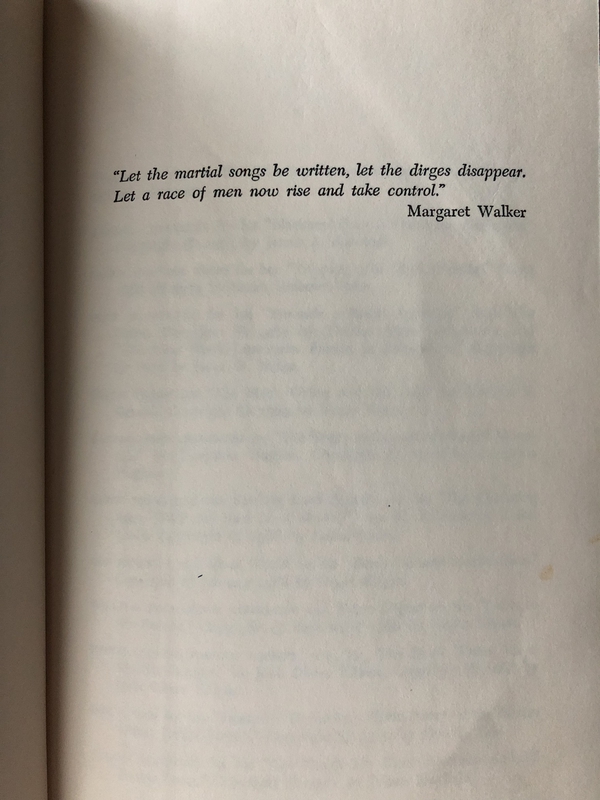 “Let the martial songs be written, let the dirges disappear.
Let a race of men now rise and take control.”
Margaret Walker